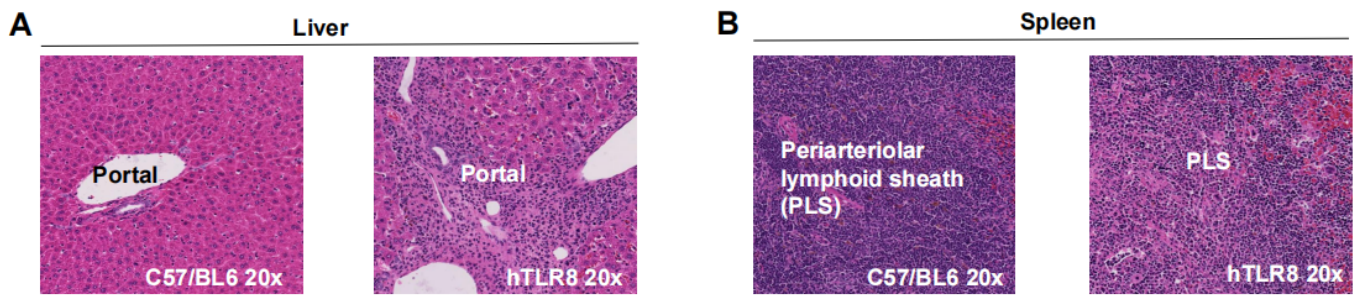 A
Liver
Portal
C57/BL6 20x
Portal
hTLR8 20x
B
Spleen
Periarteriolar
lymphoid sheath
(PLS)
C57/BL6 20x
PLS
hTLR8 20x